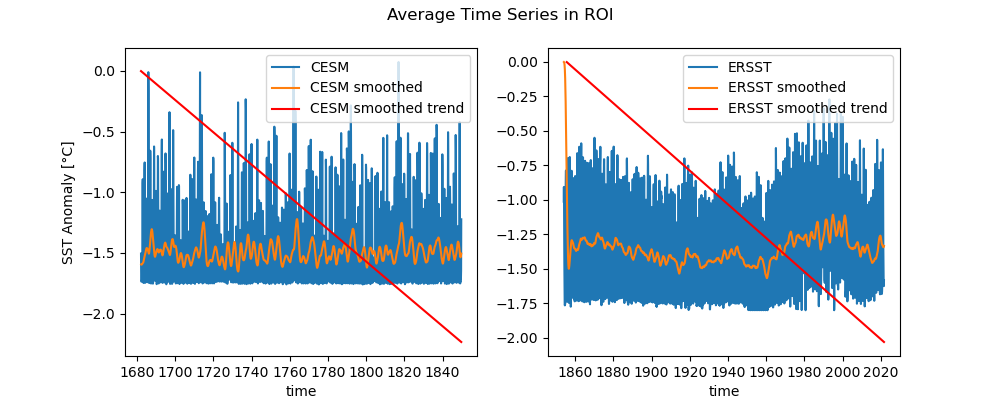 Average Time Series in ROI
SST Anomaly [°C]
0.0
−0.5
−1.0
−1.5
−2.0
CESM
CESM smoothed
CESM smoothed trend
1680 1700 1720 1740 1760 1780 1800 1820 1840
time
0.00
−0.25
−0.50
−0.75
−1.00
−1.25
−1.50
−1.75
−2.00
ERSST
ERSST smoothed
ERSST smoothed trend
1860 1880 1900 1920 1940 1960 1980 2000 2020
time